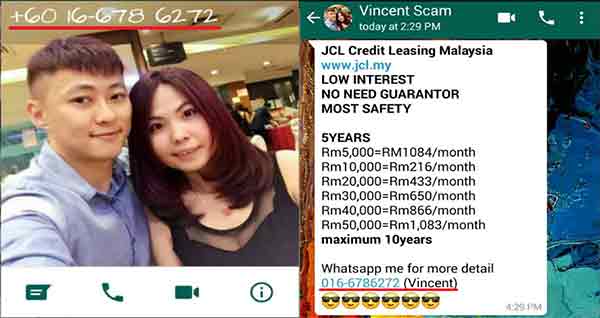 +60 16-678 6272
Vincent Scam
today at 2:29 PM
JCL Credit Leasing Malaysia
www.jcl.my
LOW INTEREST
NO NEED GUARANTOR
MOST SAFETY
5YEARS
Rm5,000=RM1084/month
Rm10,000=Rm216/month
Rm20,000=Rm433/month
Rm30,000=Rm650/month
Rm40,000=Rm866/month
Rm50,000=Rm1,083/month
maximum 10years
Whatsapp me for more detail
016-6786272 (Vincent)
😎😎😎😎😎😎
4:29 PM